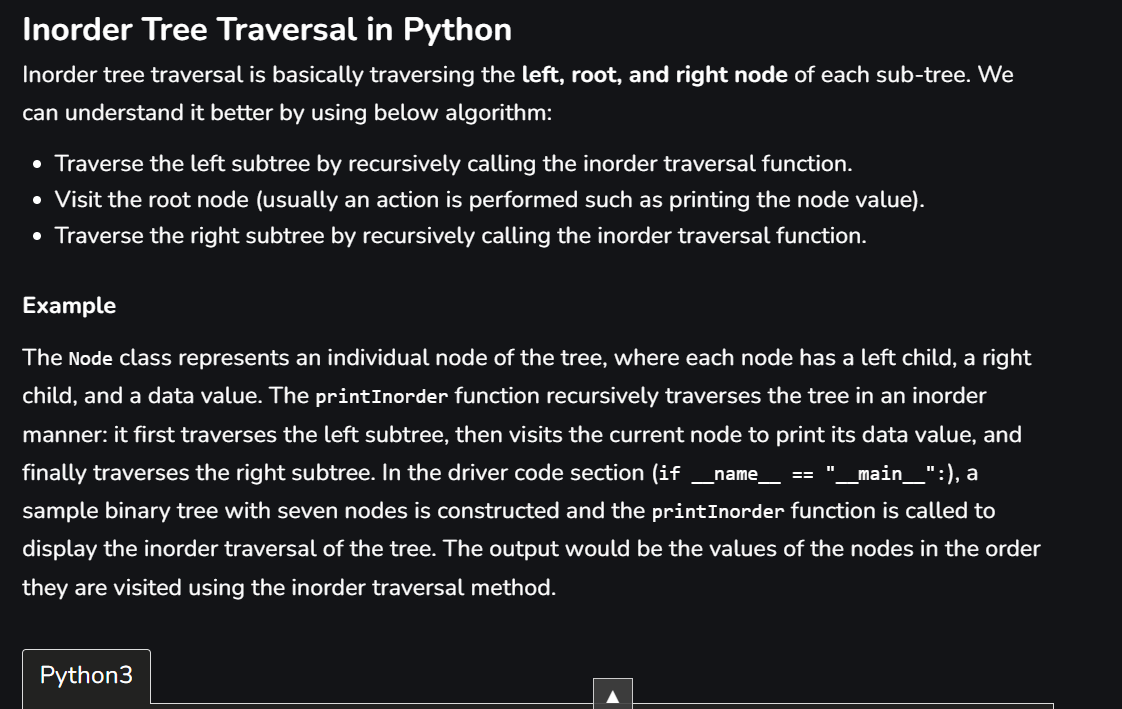 Inorder Tree Traversal in Python
Inorder tree traversal is basically traversing the left, root, and right node of each sub-tree. We
can understand it better by using below algorithm:
• Traverse the left subtree by recursively calling the inorder traversal function.
• Visit the root node (usually an action is performed such as printing the node value).
• Traverse the right subtree by recursively calling the inorder traversal function.
Example
The Node class represents an individual node of the tree, where each node has a left child, a right
child, and a data value. The printInorder function recursively traverses the tree in an inorder
manner: it first traverses the left subtree, then visits the current node to print its data value, and
finally traverses the right subtree. In the driver code section (if __name__ == "__main__":), a
sample binary tree with seven nodes is constructed and the printInorder function is called to
display the inorder traversal of the tree. The output would be the values of the nodes in the order
they are visited using the inorder traversal method.
Python3